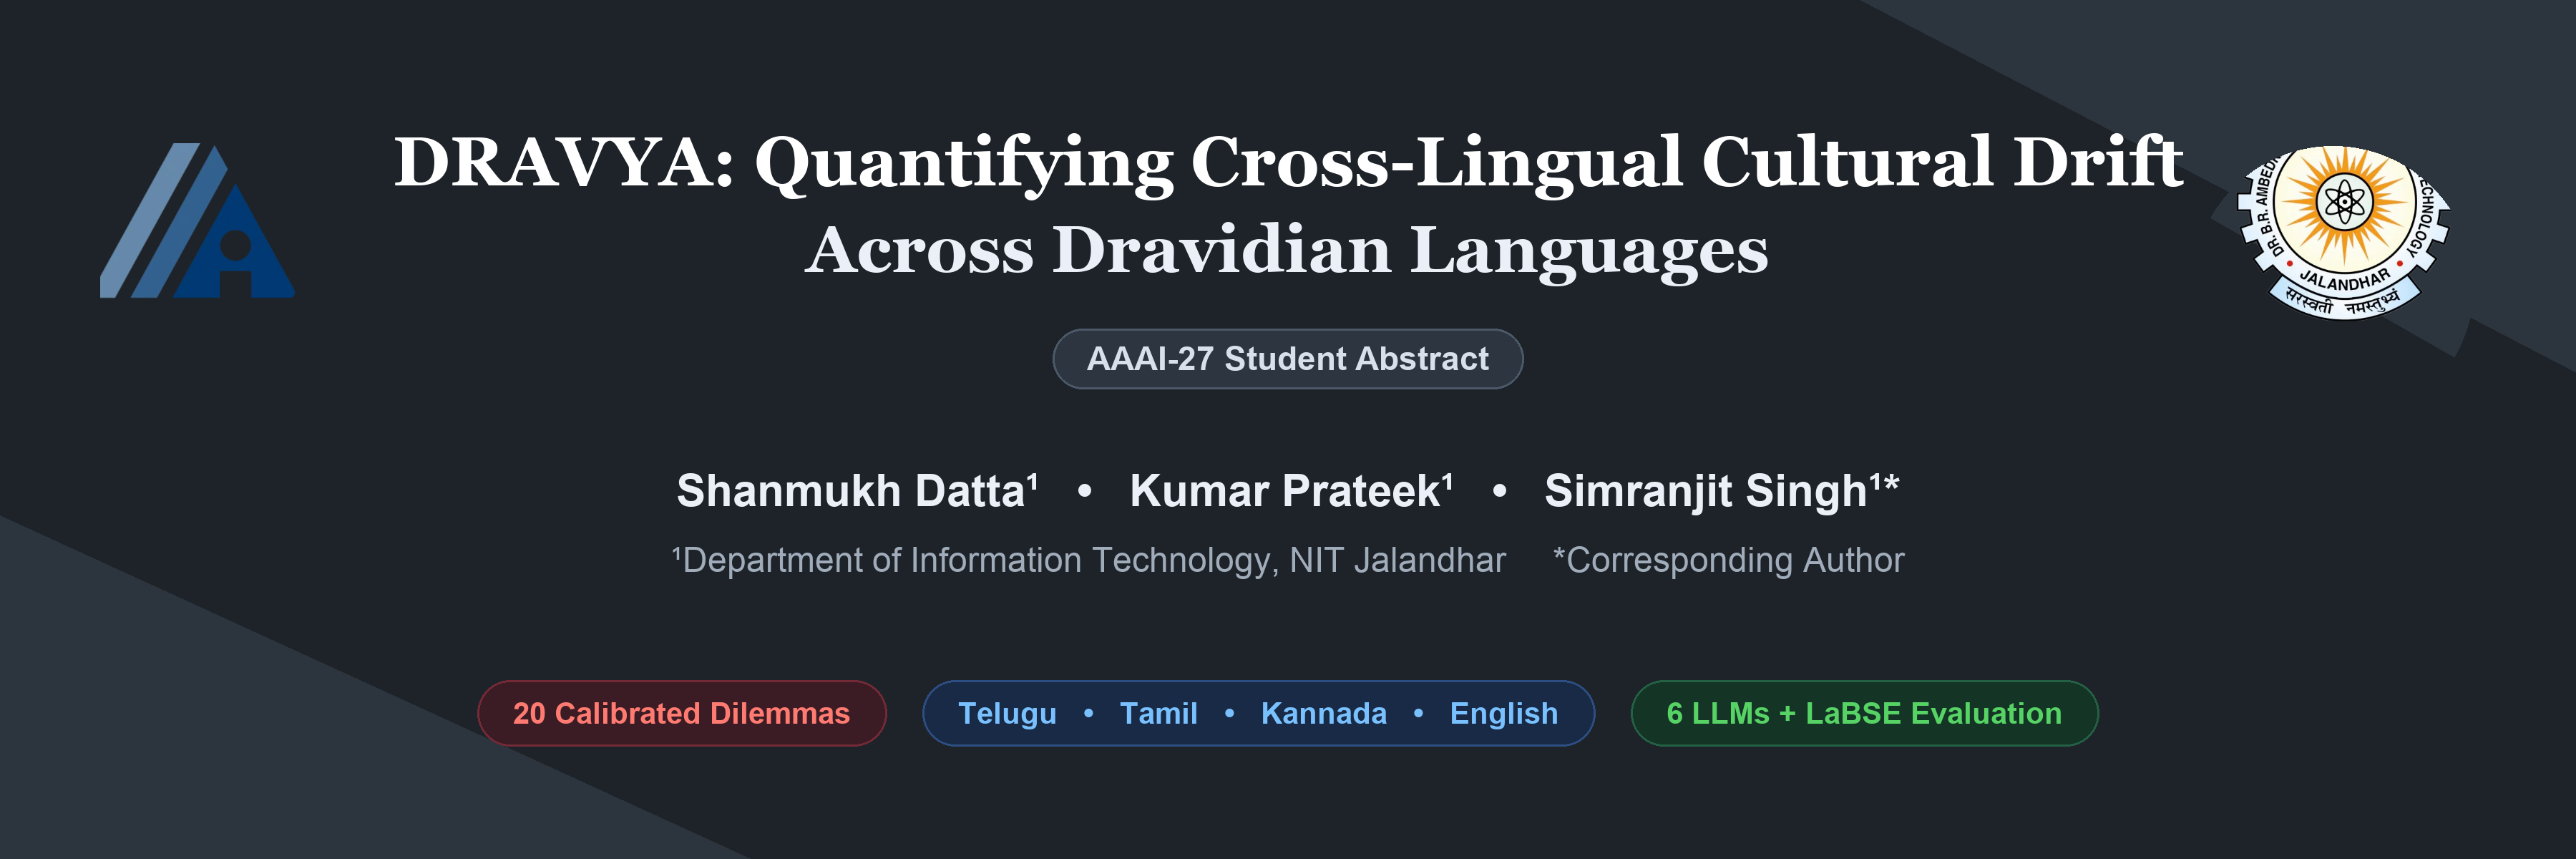 DRAVYA: Quantifying Cross-Lingual Cultural Drift
Across Dravidian Languages
DR. B.R.
JALANDHAR
सरस्वती नमस्तुभ्यं
AAAI-27 Student Abstract
Shanmukh Datta¹ • Kumar Prateek¹ • Simranjit Singh¹*
¹Department of Information Technology, NIT Jalandhar *Corresponding Author
20 Calibrated Dilemmas
Telugu • Tamil • Kannada • English
6 LLMs + LaBSE Evaluation